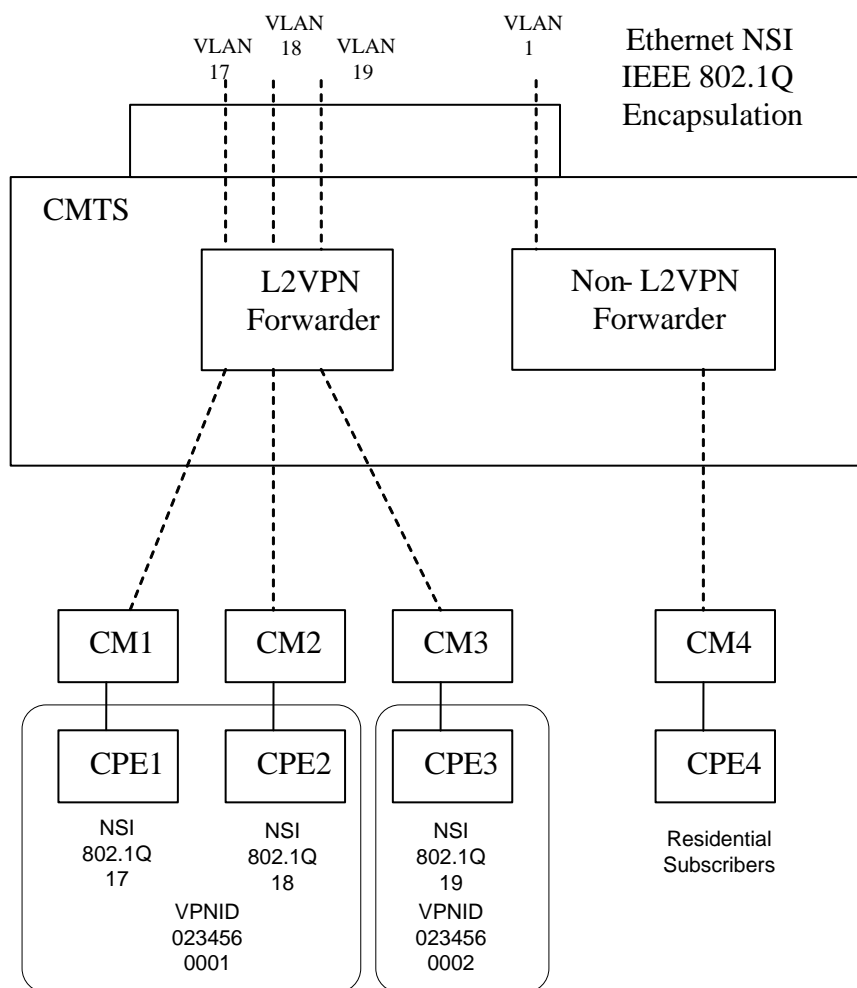 VLAN
17
VLAN
18
VLAN
19
VLAN
1
Ethernet NSI
IEEE 802.1Q
Encapsulation
CMTS
L2VPN
Forwarder
Non- L2VPN
Forwarder
CM1
CM2
CM3
CM4
CPE1
CPE2
CPE3
CPE4
NSI
802.1Q
17
NSI
802.1Q
18
NSI
802.1Q
19
Residential
Subscribers
VPNID
023456
0001
VPNID
023456
0002